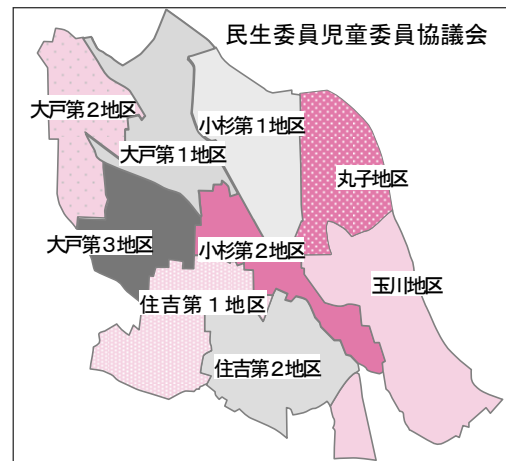 民生委員児童委員協議会
大戸第2地区
小杉第1地区
大戸第1地区
丸子地区
大戸第3地区
小杉第2地区
玉川地区
住吉第1地区
住吉第2地区